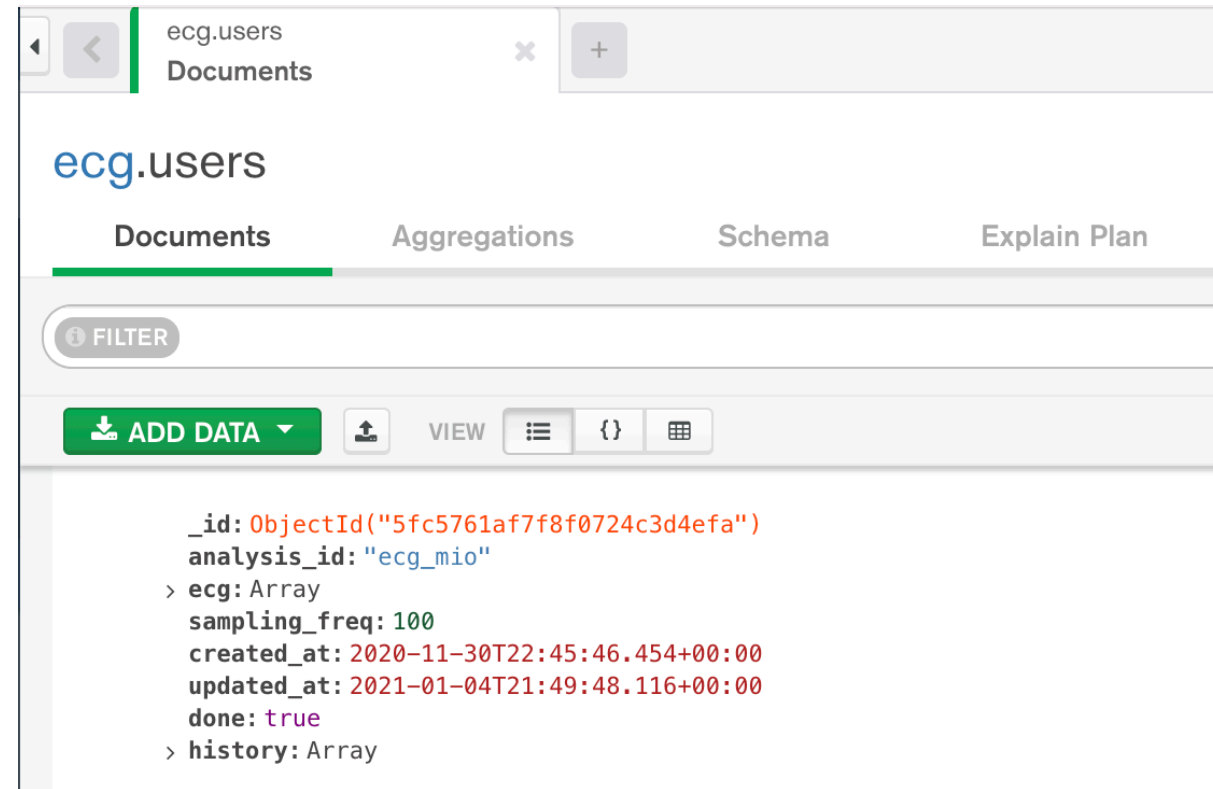 ecg.users
Documents
ecg.users
Documents Aggregations Schema Explain Plan
FILTER
ADD DATA VIEW {}
_id: ObjectId("5fc5761af7f8f0724c3d4efa")
analysis_id: "ecg_mio"
> ecg: Array
sampling_freq: 100
created_at: 2020-11-30T22:45:46.454+00:00
updated_at: 2021-01-04T21:49:48.116+00:00
done: true
> history: Array